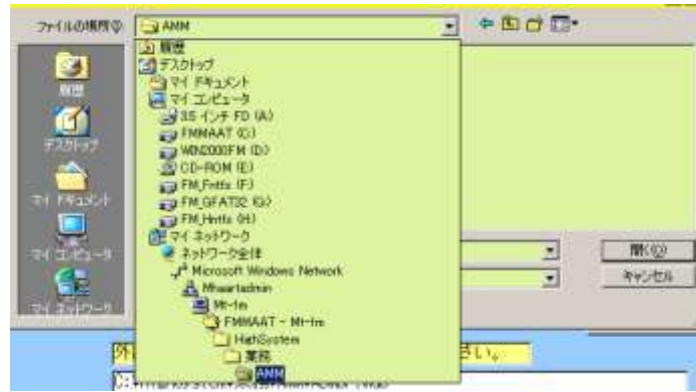 ファイルの場所(I):
AMM
履歴
デスクトップ
マイ ドキュメント
マイ コンピュータ
3.5 インチ FD (A:)
FMMAAT (C:)
WIN2000FM (D:)
CD-ROM (E:)
FM_Fntfs (F:)
FM_GFAT32 (G:)
FM_Hntfs (H:)
マイ ネットワーク
ネットワーク全体
Microsoft Windows Network
Mhaartadmin
Mt-fm
FMMAAT - Mt-fm
HighSystem
業務
AMM
履歴
デスクトップ
マイ ドキュメント
マイ コンピュータ
マイ ネットワーク
開く(O)
キャンセル
外
さい。